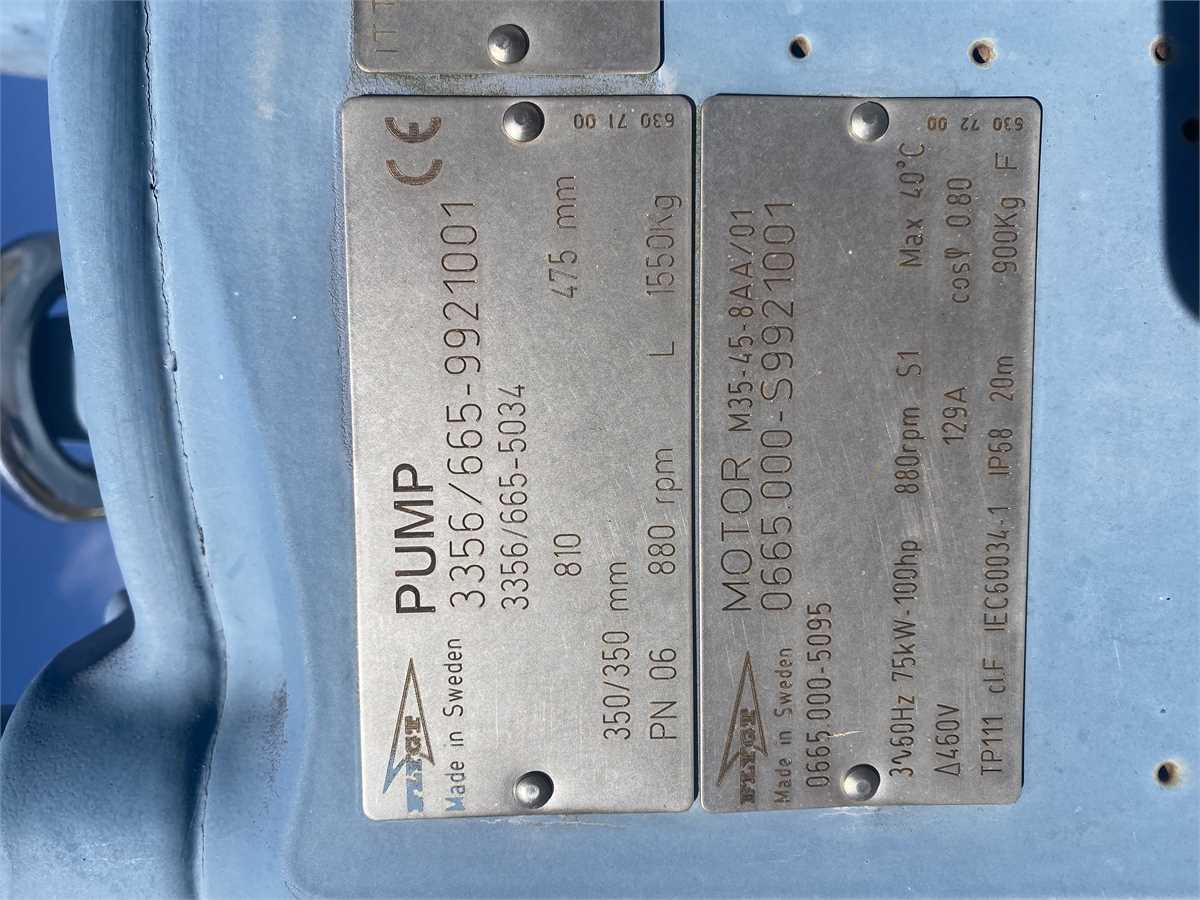 ITT
FLYGT
PUMP
CE
Made in Sweden
3356/665-9921001
3356/665-5034
810 475 mm
350/350 mm
PN 06 880 rpm L 1550Kg
630 71 00
FLYGT
MOTOR M35-45-8AA/01
Made in Sweden
0665.000-S9921001
0665.000-5095
3∿60Hz 75kW-100hp 880rpm S1 Max 40°C
Δ460V 129A cosφ 0.80
TP111 cl.F IEC60034-1 IP68 20m 900Kg F
630 72 00